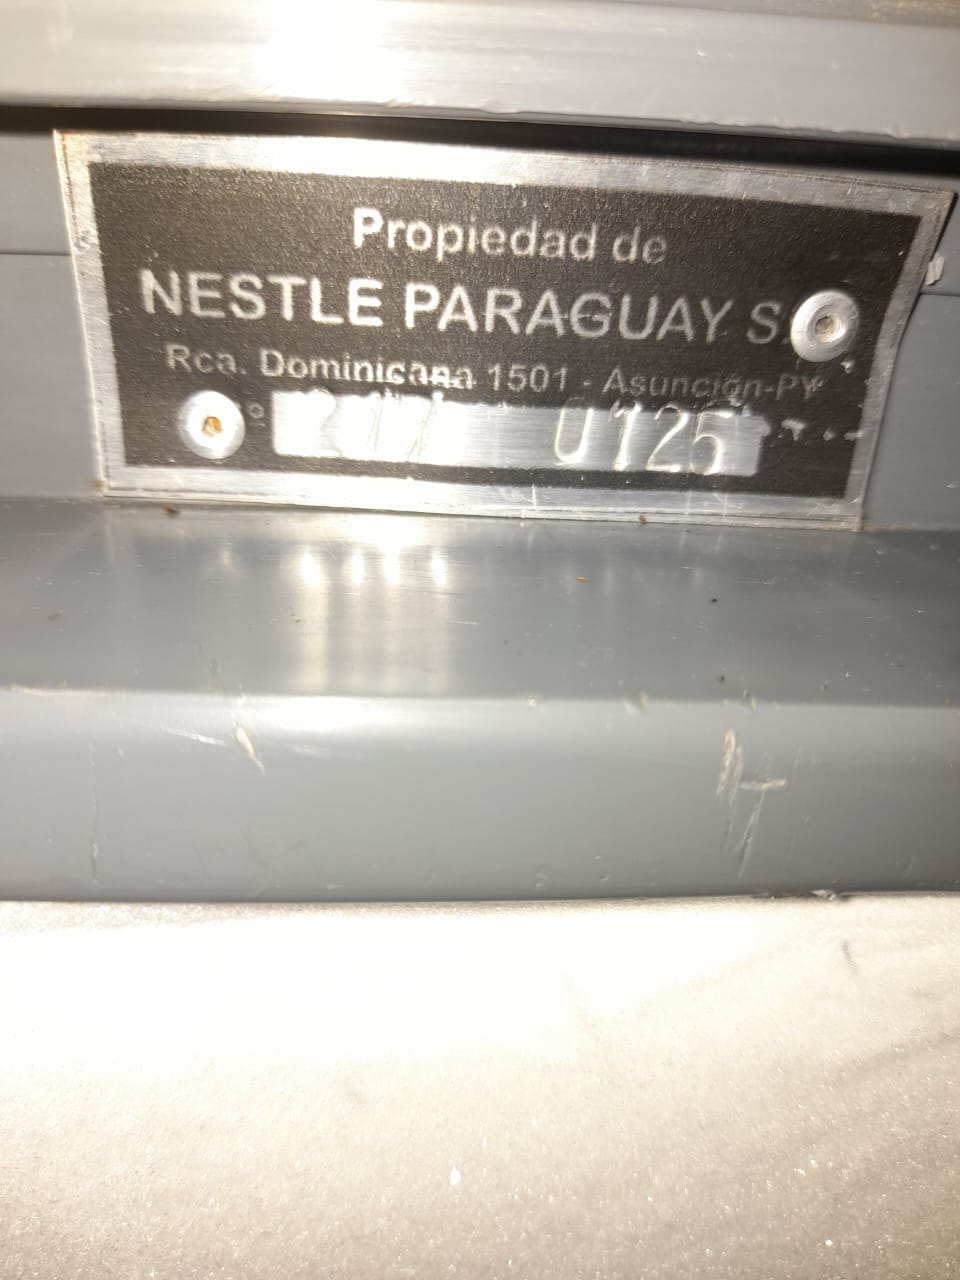 Propiedad de
NESTLE PARAGUAY S
Rca. Dominicana 1501 - Asunción-PY
0125